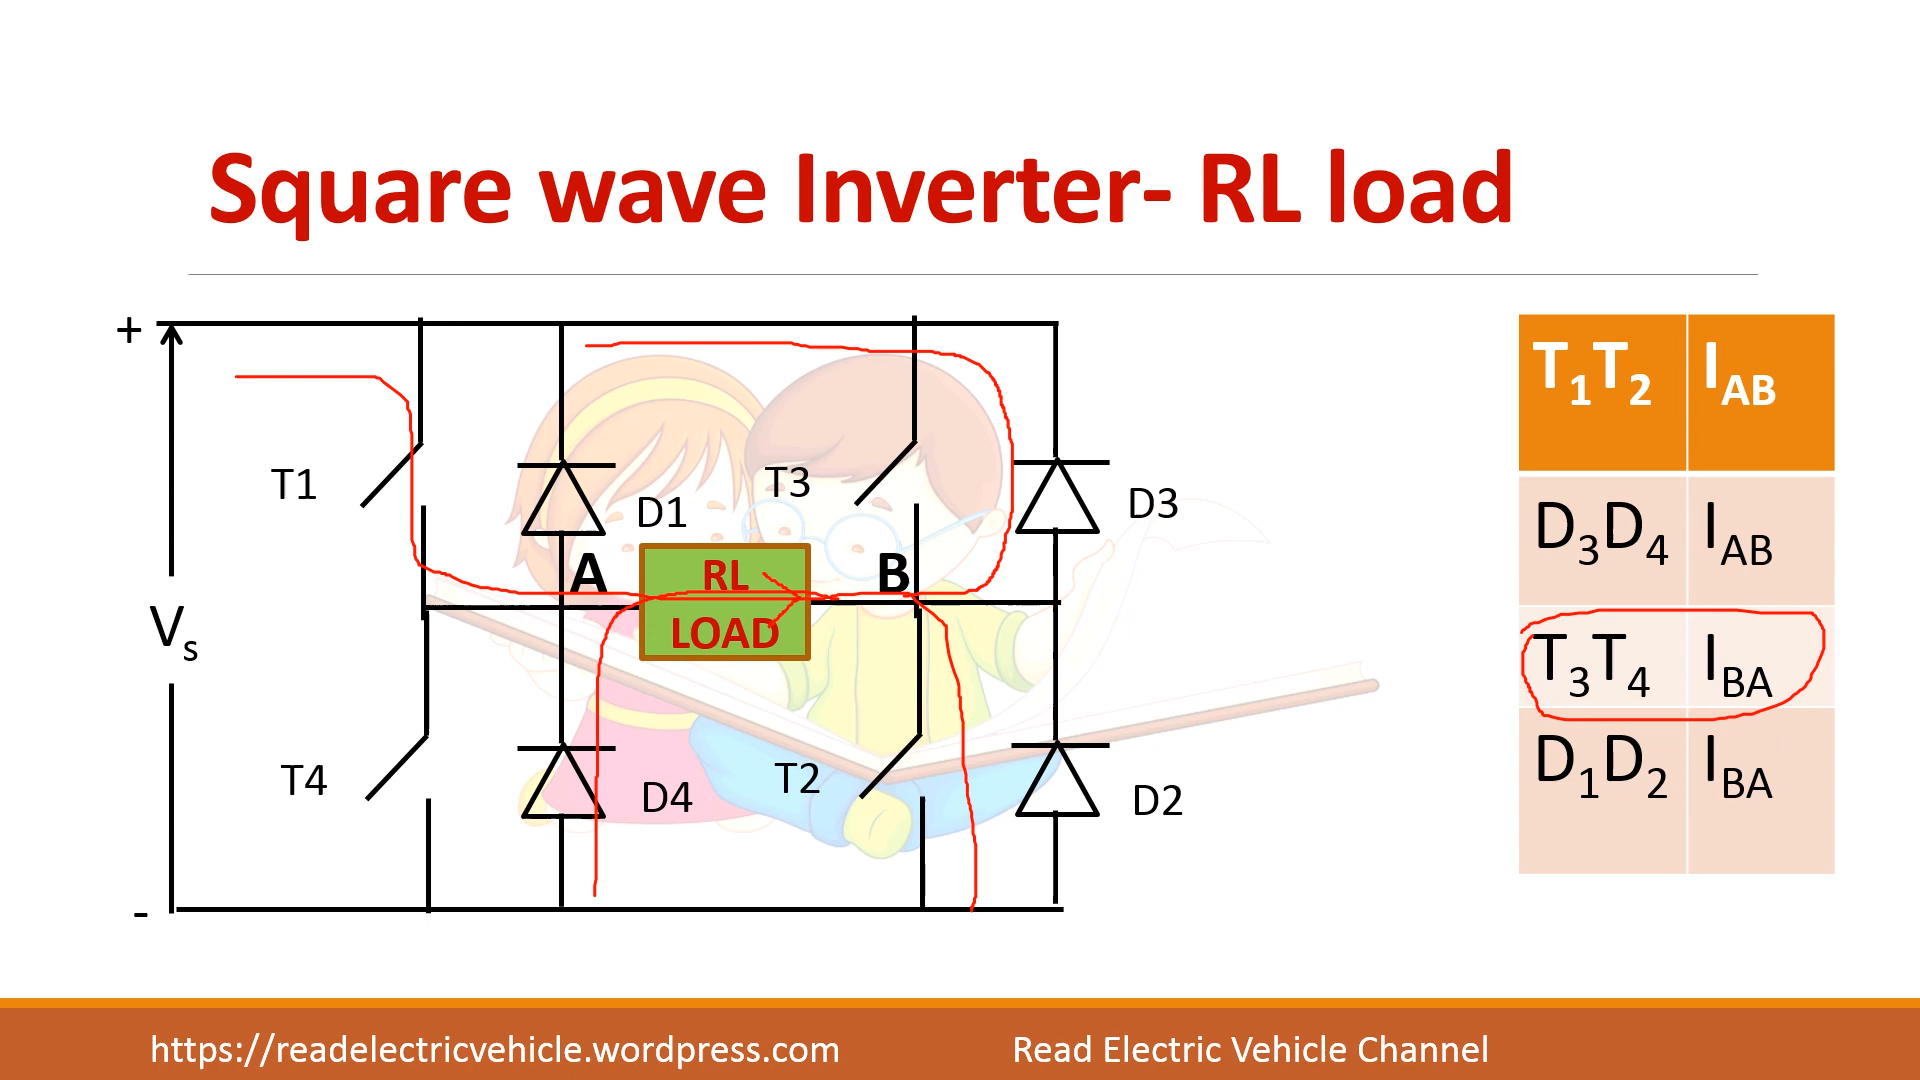 Square wave Inverter- RL load
+
T1
D1
T3
D3
A
RL
LOAD
B
Vs
T4
D4
T2
D2
-
T1T2 IAB
D3D4 IAB
T3T4 IBA
D1D2 IBA
https://readelectricvehicle.wordpress.com
Read Electric Vehicle Channel